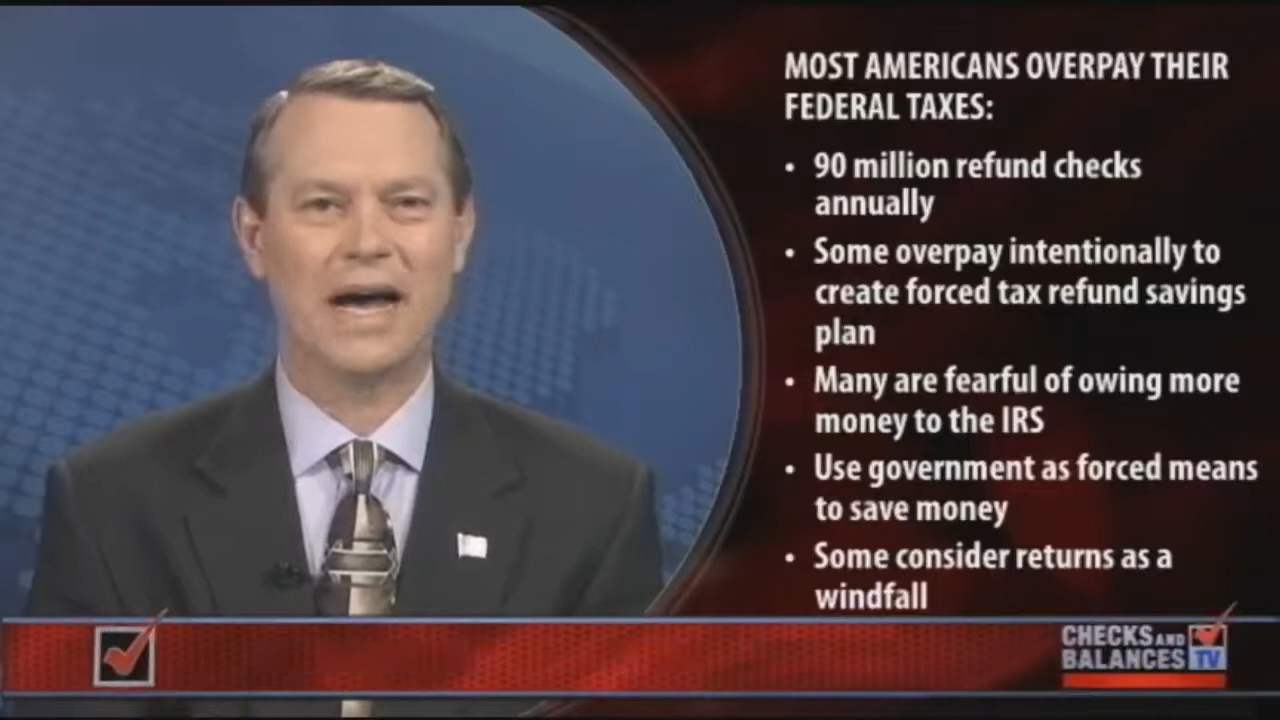 MOST AMERICANS OVERPAY THEIR
FEDERAL TAXES:
• 90 million refund checks
annually
• Some overpay intentionally to
create forced tax refund savings
plan
• Many are fearful of owing more
money to the IRS
• Use government as forced means
to save money
• Some consider returns as a
windfall
CHECKS AND
BALANCES TV